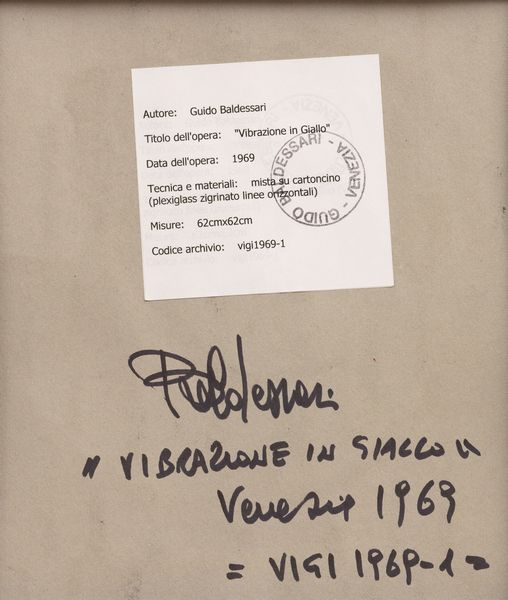 Autore: Guido Baldessari
Titolo dell'opera: "Vibrazione in Giallo"
Data dell'opera: 1969
Tecnica e materiali: mista su cartoncino
(plexiglass zigrinato linee orizzontali)
Misure: 62cmx62cm
Codice archivio: vigi1969-1
GUIDO BALDESSARI - VENEZIA -
Baldessari
" VIBRAZIONE IN GIALLO "
Venezia 1969
= VIGI 1969-1 =